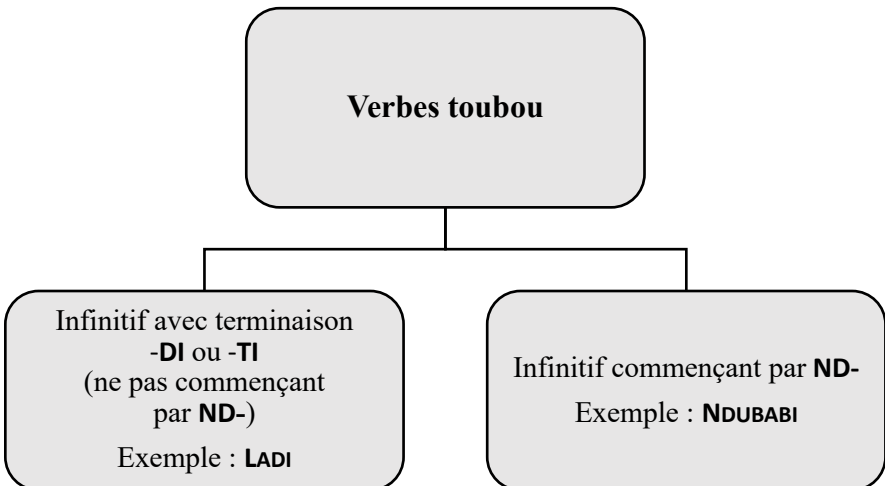 Verbes toubou
Infinitif avec terminaison
-DI ou -TI
(ne pas commençant
par ND-)
Exemple : LADI
Infinitif commençant par ND-
Exemple : NDUBABI